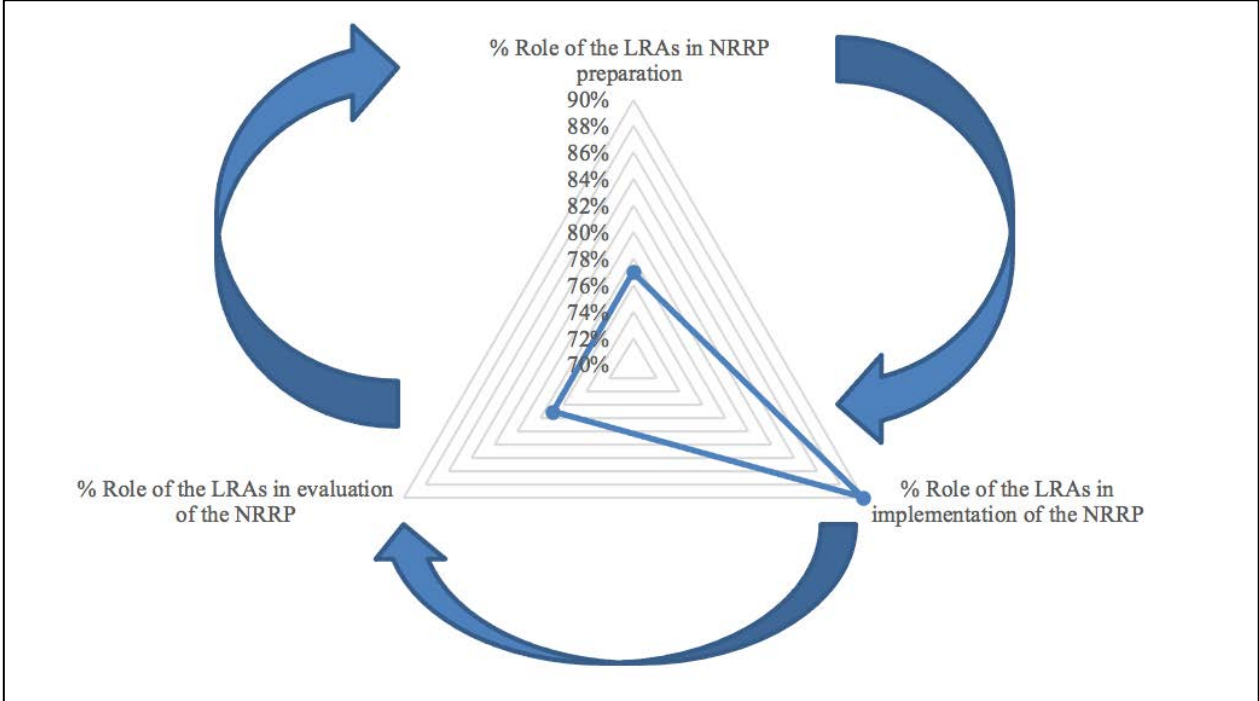 % Role of the LRAs in NRRP
preparation
90%
88%
86%
84%
82%
80%
78%
76%
74%
72%
70%
% Role of the LRAs in evaluation
of the NRRP
% Role of the LRAs in
implementation of the NRRP